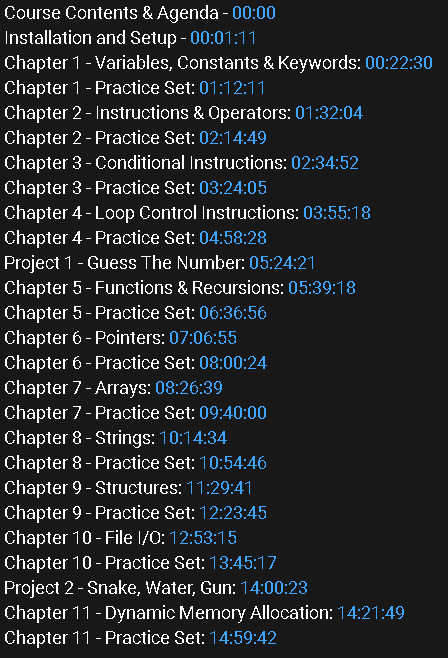 Course Contents & Agenda - 00:00
Installation and Setup - 00:01:11
Chapter 1 - Variables, Constants & Keywords: 00:22:30
Chapter 1 - Practice Set: 01:12:11
Chapter 2 - Instructions & Operators: 01:32:04
Chapter 2 - Practice Set: 02:14:49
Chapter 3 - Conditional Instructions: 02:34:52
Chapter 3 - Practice Set: 03:24:05
Chapter 4 - Loop Control Instructions: 03:55:18
Chapter 4 - Practice Set: 04:58:28
Project 1 - Guess The Number: 05:24:21
Chapter 5 - Functions & Recursions: 05:39:18
Chapter 5 - Practice Set: 06:36:56
Chapter 6 - Pointers: 07:06:55
Chapter 6 - Practice Set: 08:00:24
Chapter 7 - Arrays: 08:26:39
Chapter 7 - Practice Set: 09:40:00
Chapter 8 - Strings: 10:14:34
Chapter 8 - Practice Set: 10:54:46
Chapter 9 - Structures: 11:29:41
Chapter 9 - Practice Set: 12:23:45
Chapter 10 - File I/O: 12:53:15
Chapter 10 - Practice Set: 13:45:17
Project 2 - Snake, Water, Gun: 14:00:23
Chapter 11 - Dynamic Memory Allocation: 14:21:49
Chapter 11 - Practice Set: 14:59:42